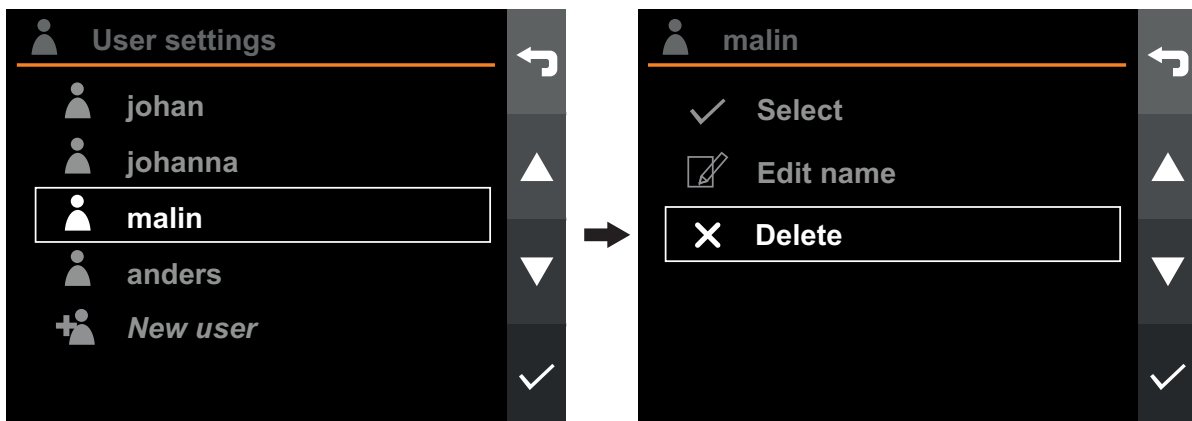 User settings
johan
johanna
malin
anders
New user
malin
Select
Edit name
Delete